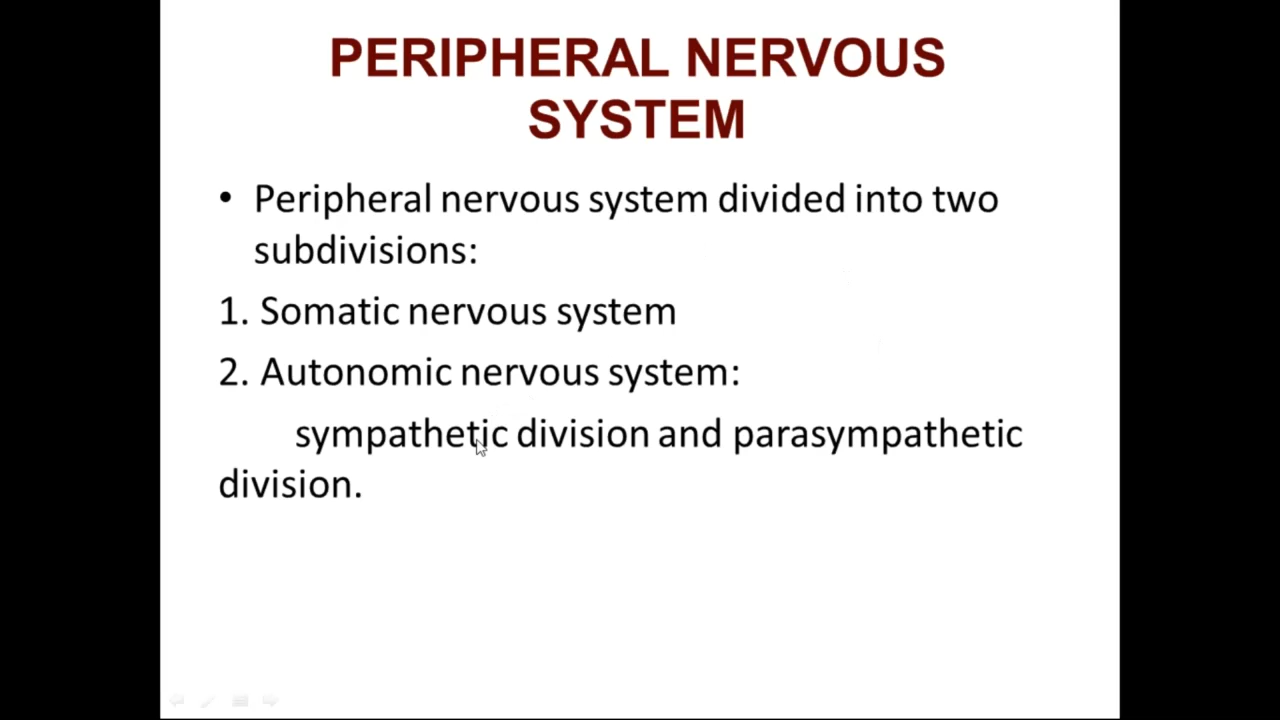 PERIPHERAL NERVOUS
SYSTEM
• Peripheral nervous system divided into two
subdivisions:
1. Somatic nervous system
2. Autonomic nervous system:
sympathetic division and parasympathetic
division.